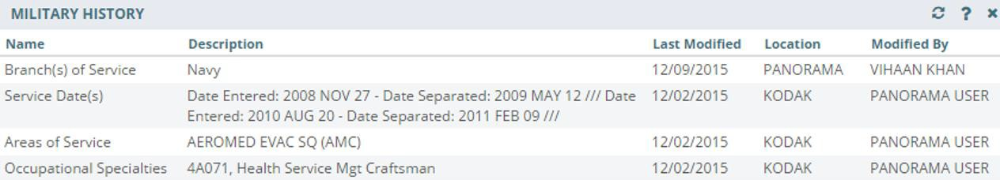 MILITARY HISTORY
Name Description Last Modified Location Modified By
Branch(s) of Service Navy 12/09/2015 PANORAMA VIHAAN KHAN
Service Date(s) Date Entered: 2008 NOV 27 - Date Separated: 2009 MAY 12 /// Date 12/02/2015 KODAK PANORAMA USER
Entered: 2010 AUG 20 - Date Separated: 2011 FEB 09 ///
Areas of Service AEROMED EVAC SQ (AMC) 12/02/2015 KODAK PANORAMA USER
Occupational Specialties 4A071, Health Service Mgt Craftsman 12/02/2015 KODAK PANORAMA USER